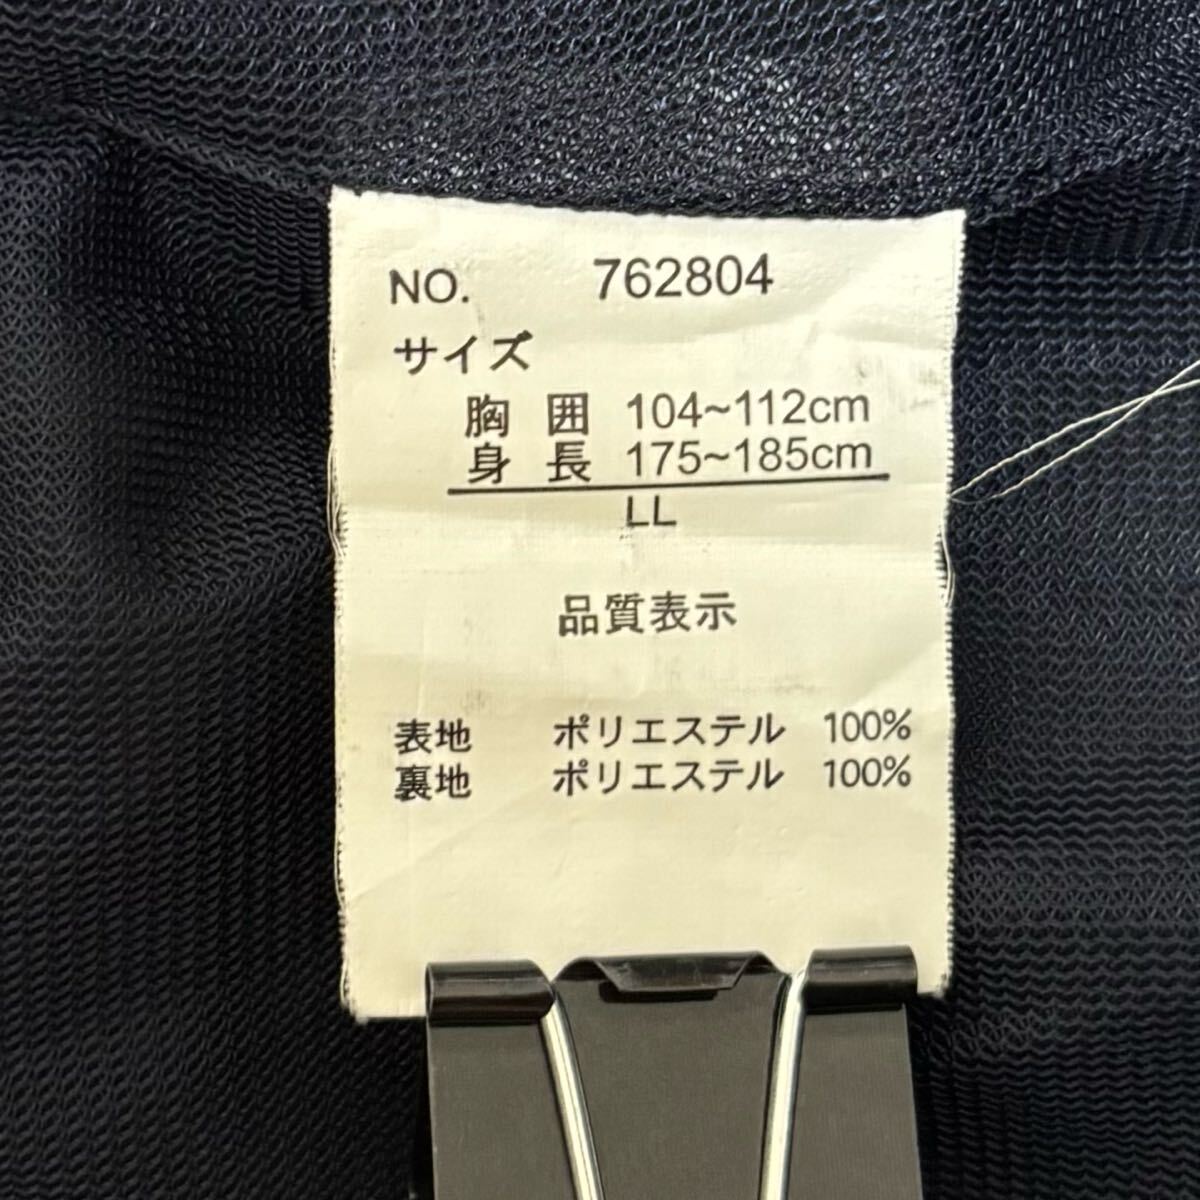 NO. 762804
サイズ
胸 囲 104~112cm
身 長 175~185cm
LL
品質表示
表地 ポリエステル 100%
裏地 ポリエステル 100%